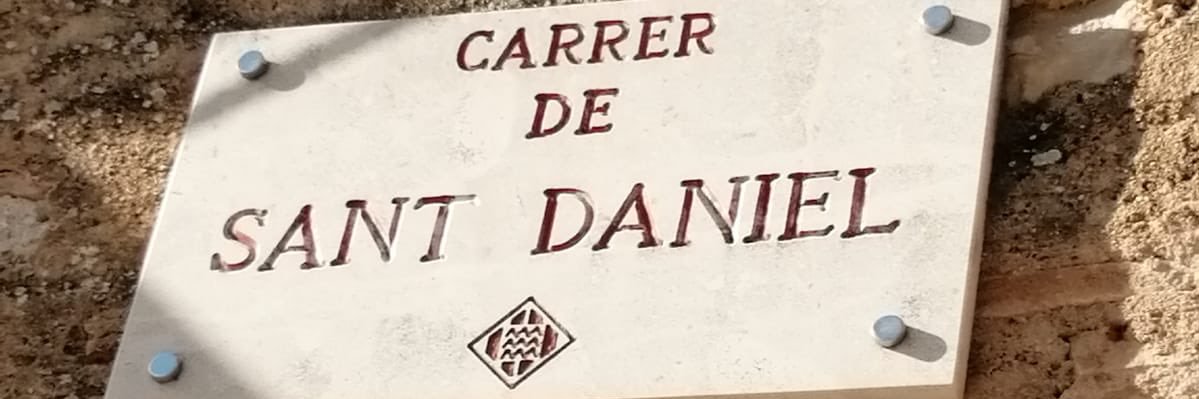 CARRER
DE
SANT DANIEL